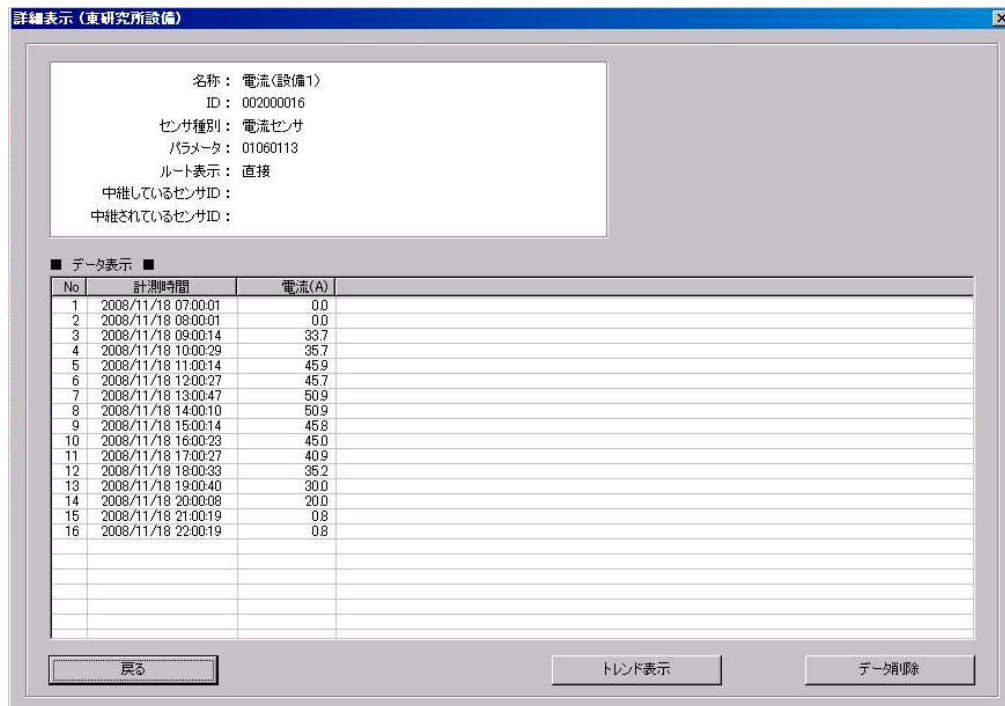 詳細表示 (東研究所設備)
名称： 電流(設備1)
ID： 002000016
センサ種別： 電流センサ
パラメータ： 01060113
ルート表示： 直接
中継しているセンサID：
中継されているセンサID：
■ データ表示 ■
No 計測時間 電流(A)
1 2008/11/18 07:00:01 0.0
2 2008/11/18 08:00:01 0.0
3 2008/11/18 09:00:14 33.7
4 2008/11/18 10:00:29 35.7
5 2008/11/18 11:00:14 45.9
6 2008/11/18 12:00:27 45.7
7 2008/11/18 13:00:47 50.9
8 2008/11/18 14:00:10 50.9
9 2008/11/18 15:00:14 45.8
10 2008/11/18 16:00:23 45.0
11 2008/11/18 17:00:27 40.9
12 2008/11/18 18:00:33 35.2
13 2008/11/18 19:00:40 30.0
14 2008/11/18 20:00:08 20.0
15 2008/11/18 21:00:19 0.8
16 2008/11/18 22:00:19 0.8
戻る トレンド表示 データ削除